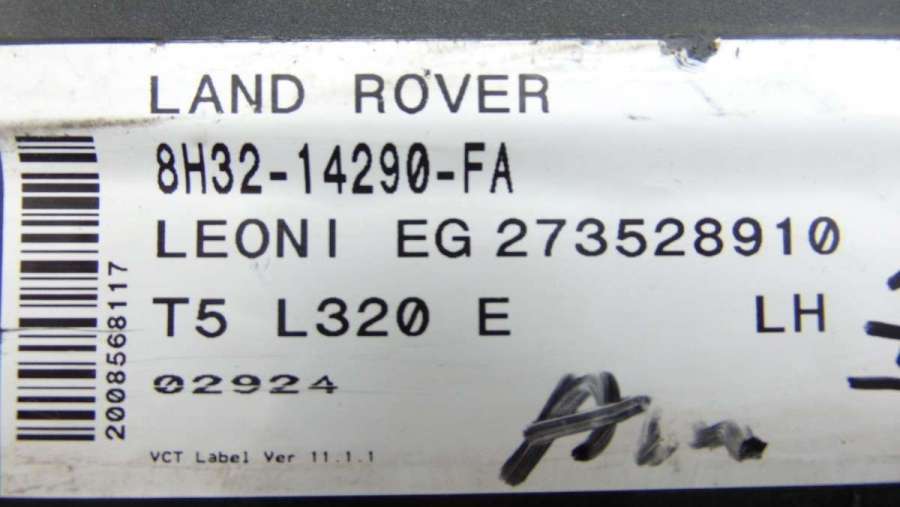 LAND ROVER
8H32-14290-FA
LEONI EG 273528910
T5 L320 E LH
02924
VCT Label Ver 11.1.1
2008568117